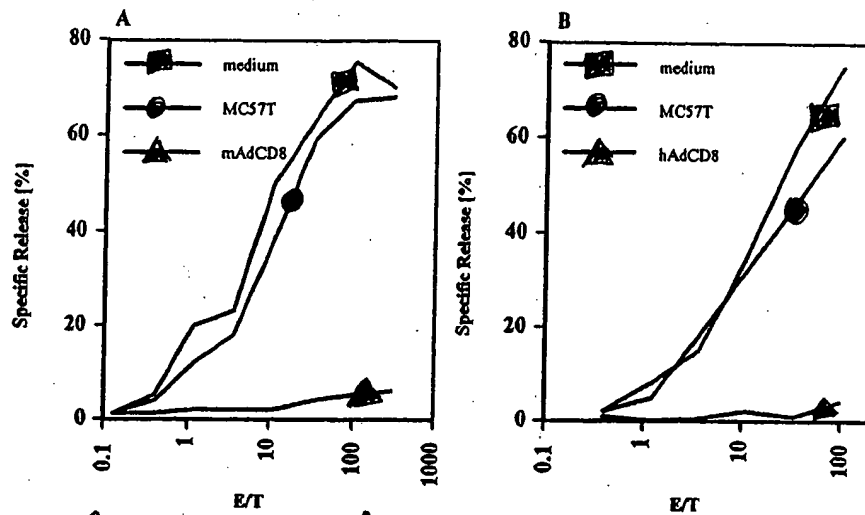 A
80
60
40
20
0
Specific Release [%]
medium
MC57T
mAdCD8
0.1
1
10
100
1000
E/T
B
80
60
40
20
0
Specific Release [%]
medium
MC57T
hAdCD8
0.1
1
10
100
E/T